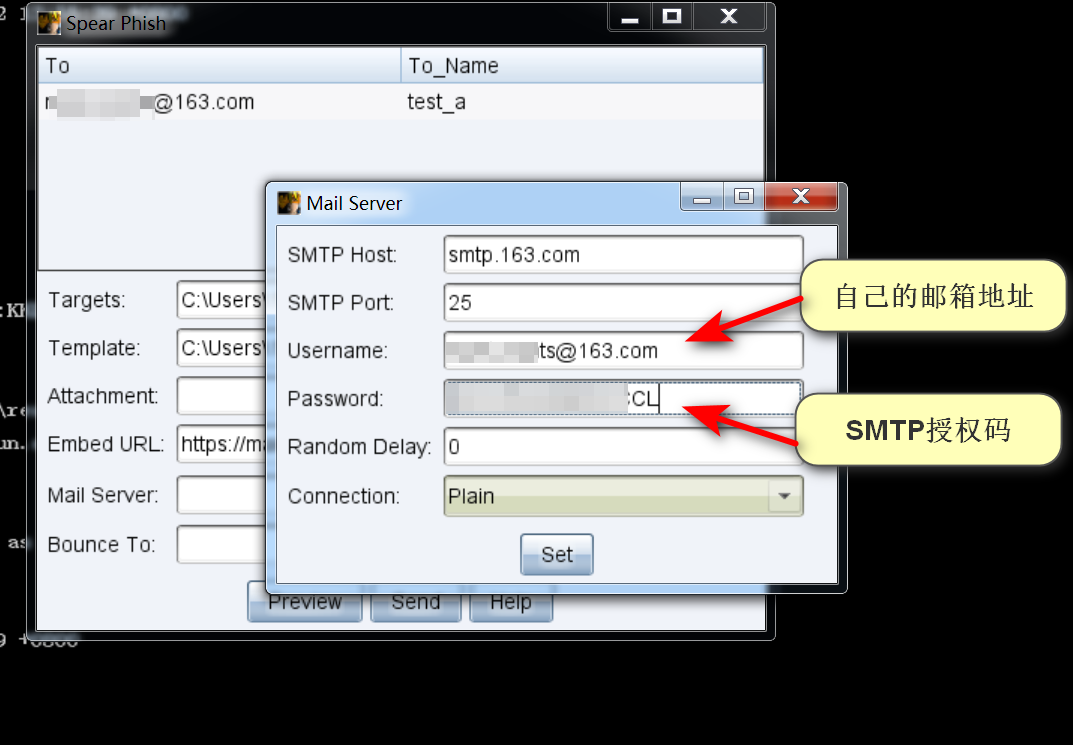 Spear Phish
To To_Name
@163.com test_a
Mail Server
SMTP Host: smtp.163.com
SMTP Port: 25
自己的邮箱地址
Username: ts@163.com
Password: CL
SMTP授权码
Random Delay: 0
Connection: Plain
Set
Targets: C:\Users\
Template: C:\Users\
Attachment:
Embed URL: https://ma
Mail Server:
Bounce To:
Preview Send Help